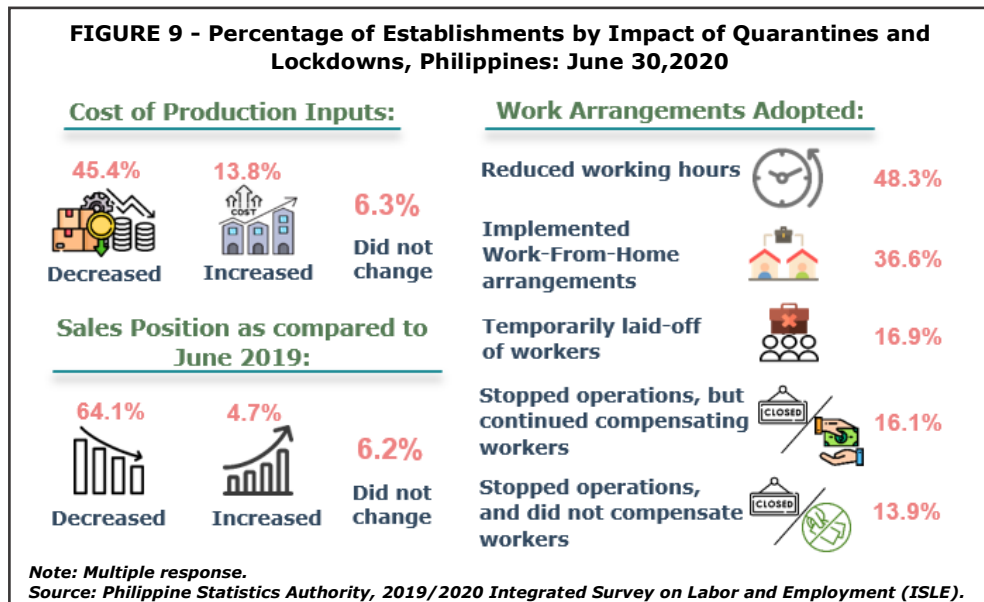 FIGURE 9 - Percentage of Establishments by Impact of Quarantines and
Lockdowns, Philippines: June 30,2020
Cost of Production Inputs:
45.4%
13.8%
COST
6.3%
Decreased
Increased
Did not
change
Sales Position as compared to
June 2019:
64.1%
4.7%
6.2%
Decreased
Increased
Did not
change
Work Arrangements Adopted:
Reduced working hours
48.3%
Implemented
Work-From-Home
arrangements
36.6%
Temporarily laid-off
of workers
16.9%
Stopped operations, but
continued compensating
workers
CLOSED
16.1%
Stopped operations,
and did not compensate
workers
CLOSED
13.9%
Note: Multiple response.
Source: Philippine Statistics Authority, 2019/2020 Integrated Survey on Labor and Employment (ISLE).